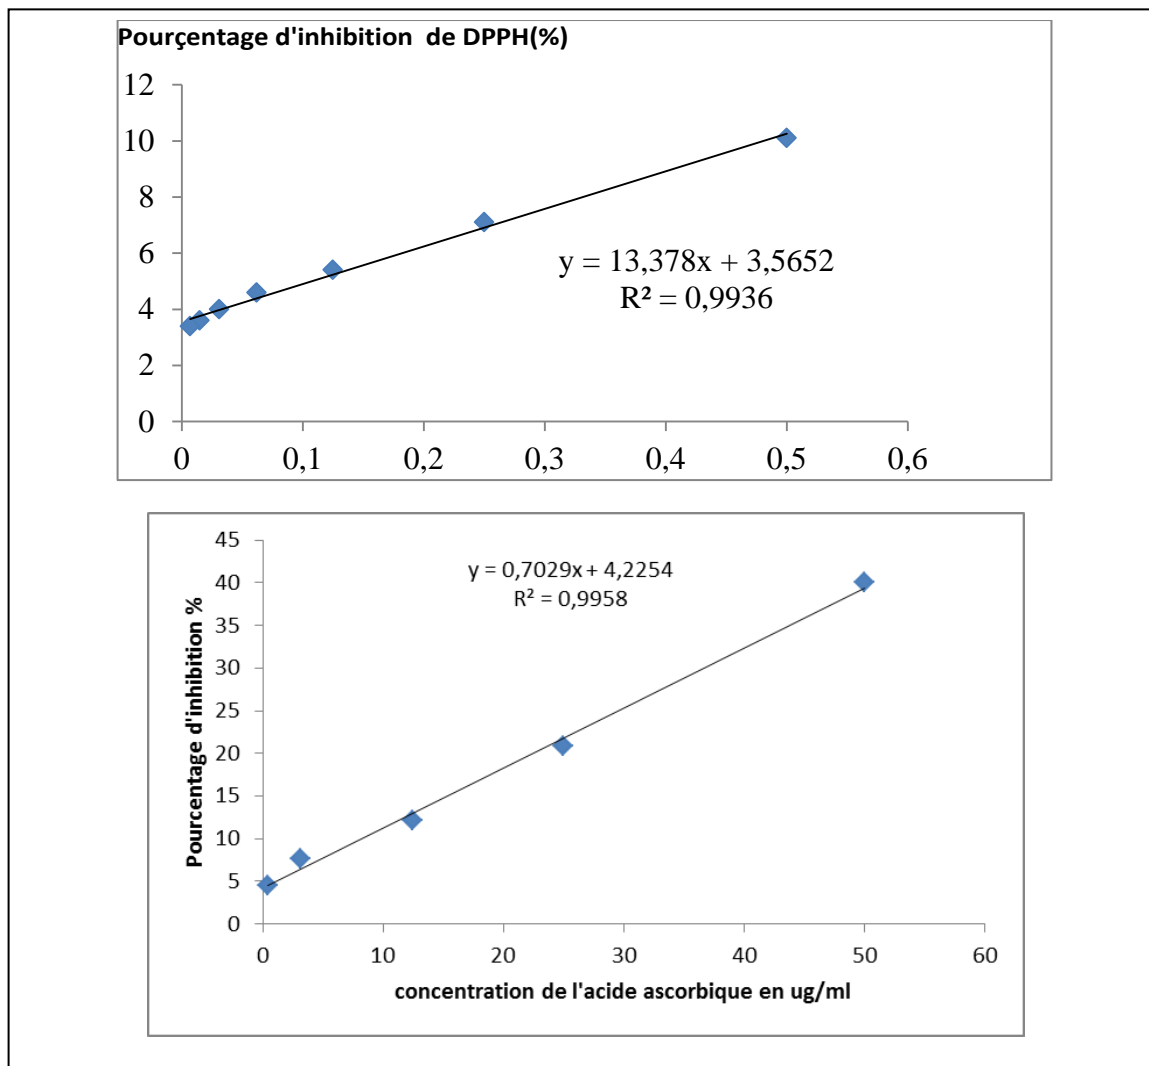 Pourçentage d'inhibition de DPPH(%)
12
10
8
6
4
2
0
y = 13,378x + 3,5652
R² = 0,9936
0 0,1 0,2 0,3 0,4 0,5 0,6
45
40
35
30
25
20
15
10
5
0
Pourcentage d'inhibition %
y = 0,7029x + 4,2254
R² = 0,9958
0 10 20 30 40 50 60
concentration de l'acide ascorbique en ug/ml